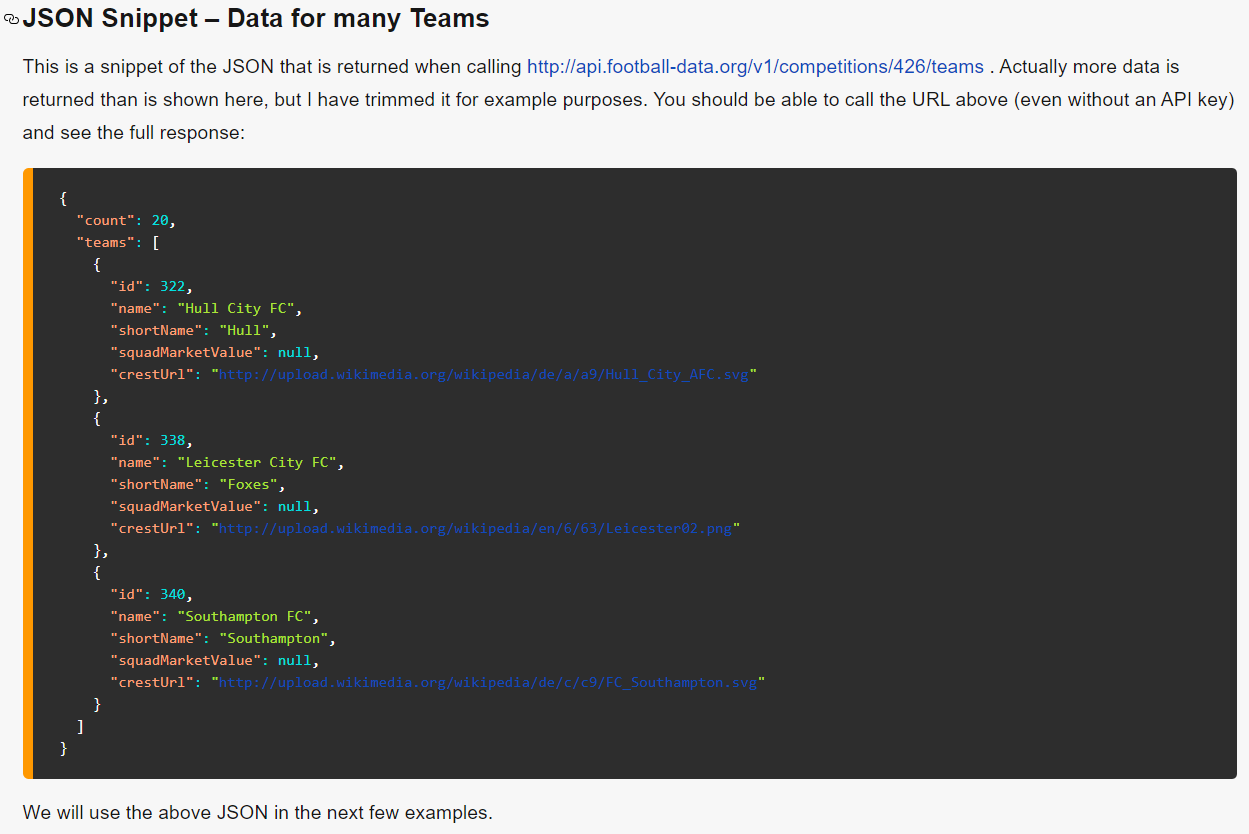 JSON Snippet – Data for many Teams
This is a snippet of the JSON that is returned when calling http://api.football-data.org/v1/competitions/426/teams . Actually more data is
returned than is shown here, but I have trimmed it for example purposes. You should be able to call the URL above (even without an API key)
and see the full response:
{
  "count": 20,
  "teams": [
    {
      "id": 322,
      "name": "Hull City FC",
      "shortName": "Hull",
      "squadMarketValue": null,
      "crestUrl": "http://upload.wikimedia.org/wikipedia/de/a/a9/Hull_City_AFC.svg"
    },
    {
      "id": 338,
      "name": "Leicester City FC",
      "shortName": "Foxes",
      "squadMarketValue": null,
      "crestUrl": "http://upload.wikimedia.org/wikipedia/en/6/63/Leicester02.png"
    },
    {
      "id": 340,
      "name": "Southampton FC",
      "shortName": "Southampton",
      "squadMarketValue": null,
      "crestUrl": "http://upload.wikimedia.org/wikipedia/de/c/c9/FC_Southampton.svg"
    }
  ]
}
We will use the above JSON in the next few examples.